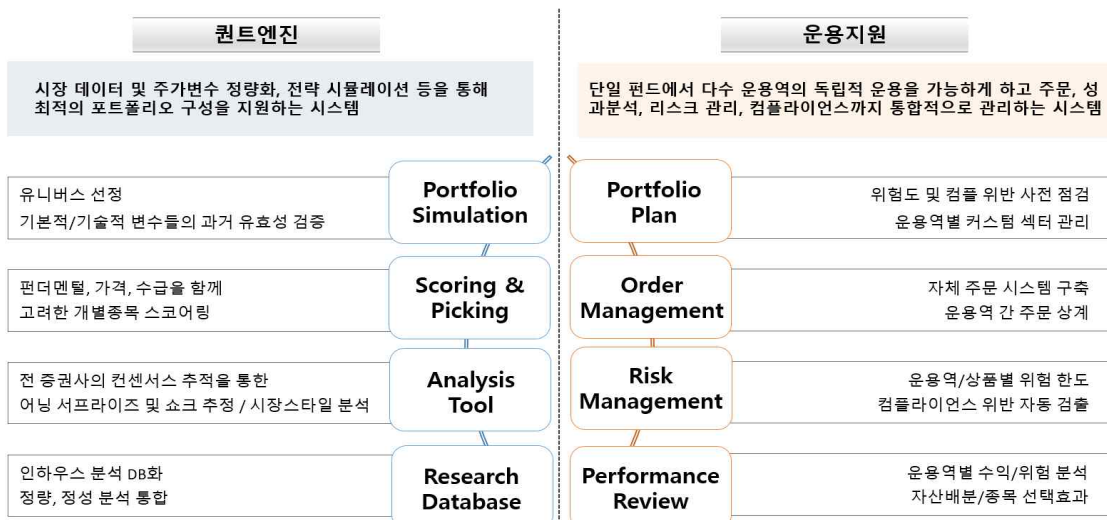 퀀트엔진
시장 데이터 및 주가변수 정량화, 전략 시뮬레이션 등을 통해
최적의 포트폴리오 구성을 지원하는 시스템
유니버스 선정
기본적/기술적 변수들의 과거 유효성 검증
Portfolio
Simulation
펀더멘털, 가격, 수급을 함께
고려한 개별종목 스코어링
Scoring &
Picking
전 증권사의 컨센서스 추적을 통한
어닝 서프라이즈 및 쇼크 추정 / 시장스타일 분석
Analysis
Tool
인하우스 분석 DB화
정량, 정성 분석 통합
Research
Database
운용지원
단일 펀드에서 다수 운용역의 독립적 운용을 가능하게 하고 주문, 성
과분석, 리스크 관리, 컴플라이언스까지 통합적으로 관리하는 시스템
Portfolio
Plan
위험도 및 컴플 위반 사전 점검
운용역별 커스텀 섹터 관리
Order
Management
자체 주문 시스템 구축
운용역 간 주문 상계
Risk
Management
운용역/상품별 위험 한도
컴플라이언스 위반 자동 검출
Performance
Review
운용역별 수익/위험 분석
자산배분/종목 선택효과